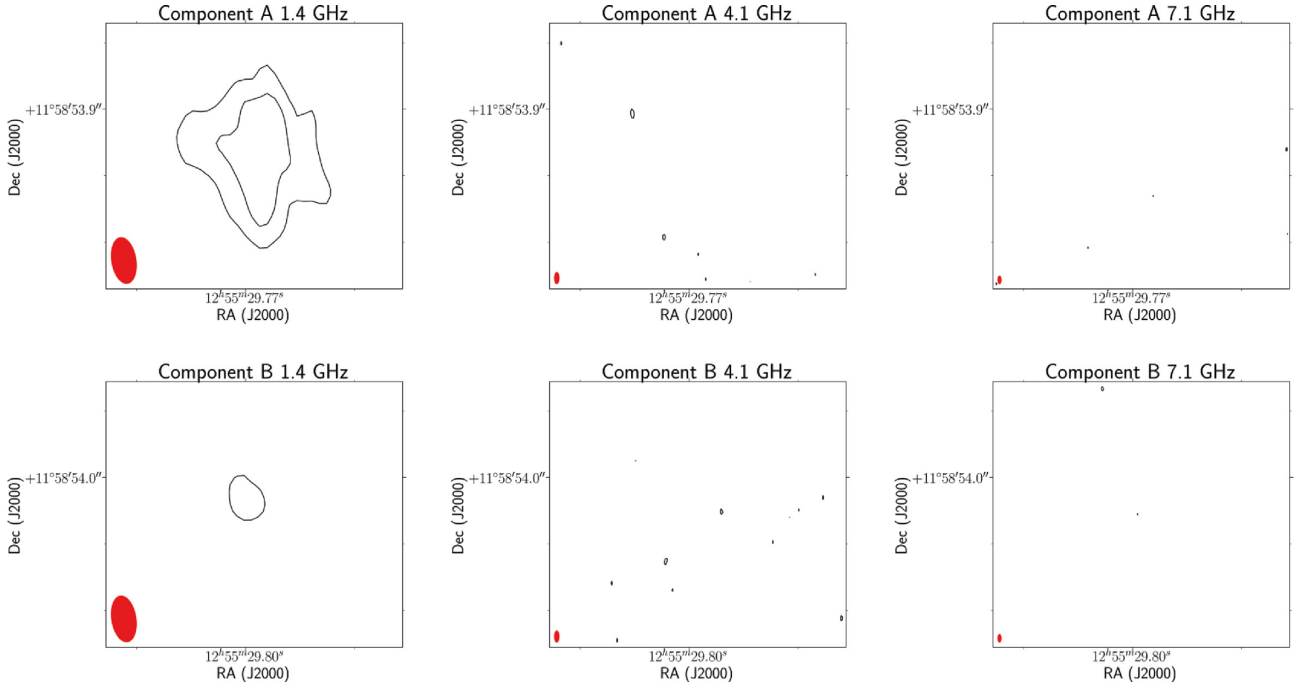 Component A 1.4 GHz
Component A 4.1 GHz
Component A 7.1 GHz
+11°58′53.9″
+11°58′53.9″
+11°58′53.9″
Dec (J2000)
Dec (J2000)
Dec (J2000)
12ʰ55ᵐ29.77ˢ
12ʰ55ᵐ29.77ˢ
12ʰ55ᵐ29.77ˢ
RA (J2000)
RA (J2000)
RA (J2000)
Component B 1.4 GHz
Component B 4.1 GHz
Component B 7.1 GHz
+11°58′54.0″
+11°58′54.0″
+11°58′54.0″
Dec (J2000)
Dec (J2000)
Dec (J2000)
12ʰ55ᵐ29.80ˢ
12ʰ55ᵐ29.80ˢ
12ʰ55ᵐ29.80ˢ
RA (J2000)
RA (J2000)
RA (J2000)